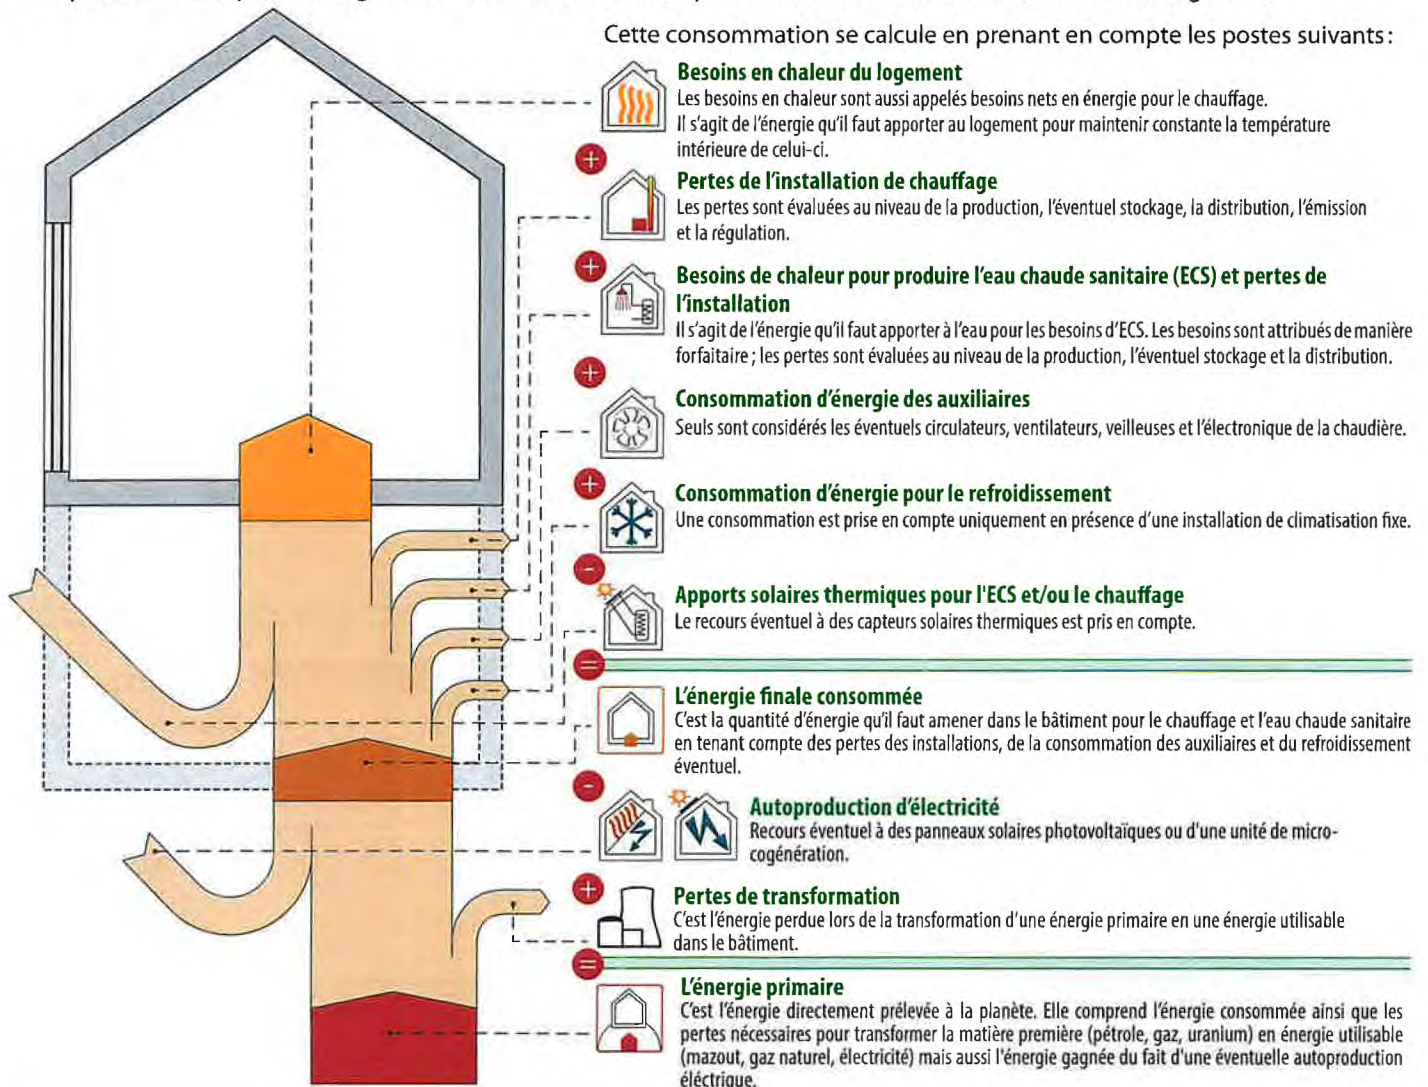 Cette consommation se calcule en prenant en compte les postes suivants :
Besoins en chaleur du logement
Les besoins en chaleur sont aussi appelés besoins nets en énergie pour le chauffage.
Il s'agit de l'énergie qu'il faut apporter au logement pour maintenir constante la température
intérieure de celui-ci.
+
Pertes de l'installation de chauffage
Les pertes sont évaluées au niveau de la production, l'éventuel stockage, la distribution, l'émission
et la régulation.
+
Besoins de chaleur pour produire l'eau chaude sanitaire (ECS) et pertes de
l'installation
Il s'agit de l'énergie qu'il faut apporter à l'eau pour les besoins d'ECS. Les besoins sont attribués de manière
forfaitaire ; les pertes sont évaluées au niveau de la production, l'éventuel stockage et la distribution.
+
Consommation d'énergie des auxiliaires
Seuls sont considérés les éventuels circulateurs, ventilateurs, veilleuses et l'électronique de la chaudière.
+
Consommation d'énergie pour le refroidissement
Une consommation est prise en compte uniquement en présence d'une installation de climatisation fixe.
-
Apports solaires thermiques pour l'ECS et/ou le chauffage
Le recours éventuel à des capteurs solaires thermiques est pris en compte.
=
L'énergie finale consommée
C'est la quantité d'énergie qu'il faut amener dans le bâtiment pour le chauffage et l'eau chaude sanitaire
en tenant compte des pertes des installations, de la consommation des auxiliaires et du refroidissement
éventuel.
-
Autoproduction d'électricité
Recours éventuel à des panneaux solaires photovoltaïques ou d'une unité de micro-
cogénération.
+
Pertes de transformation
C'est l'énergie perdue lors de la transformation d'une énergie primaire en une énergie utilisable
dans le bâtiment.
=
L'énergie primaire
C'est l'énergie directement prélevée à la planète. Elle comprend l'énergie consommée ainsi que les
pertes nécessaires pour transformer la matière première (pétrole, gaz, uranium) en énergie utilisable
(mazout, gaz naturel, électricité) mais aussi l'énergie gagnée du fait d'une éventuelle autoproduction
éléctrique.